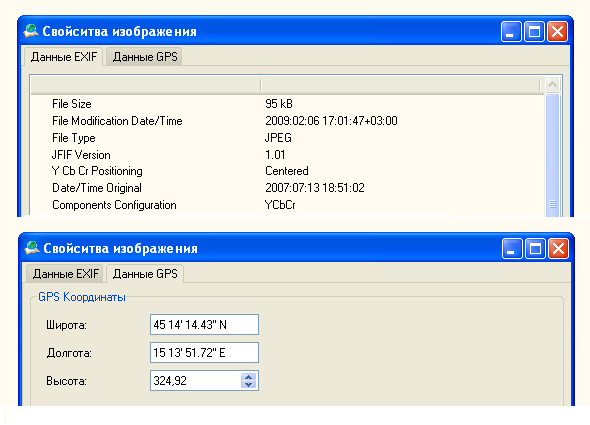 Свойситва изображения
Данные EXIF Данные GPS
File Size 95 kB
File Modification Date/Time 2009:02:06 17:01:47+03:00
File Type JPEG
JFIF Version 1.01
Y Cb Cr Positioning Centered
Date/Time Original 2007:07:13 18:51:02
Components Configuration YCbCr
Свойситва изображения
Данные EXIF Данные GPS
GPS Координаты
Широта: 45 14' 14.43" N
Долгота: 15 13' 51.72" E
Высота: 324,92